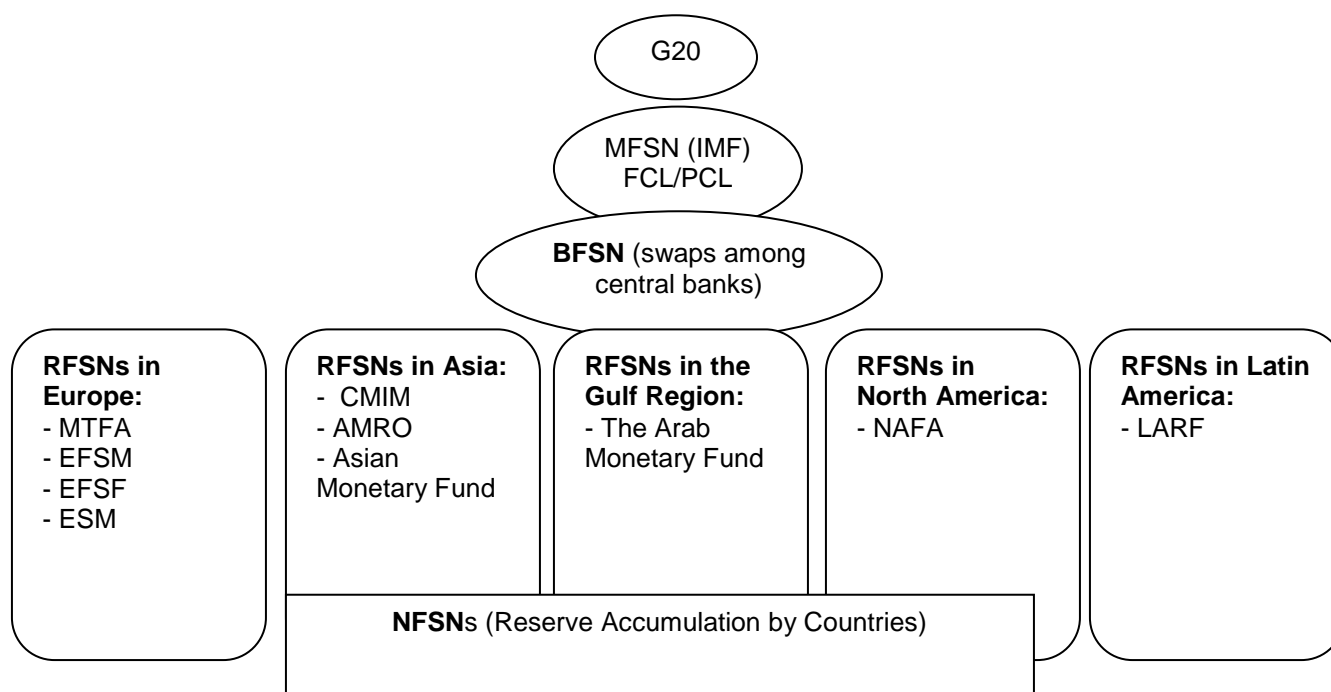 G20
MFSN (IMF)
FCL/PCL
BFSN (swaps among
central banks)
RFSNs in
Europe:
- MTFA
- EFSM
- EFSF
- ESM
RFSNs in Asia:
- CMIM
- AMRO
- Asian
Monetary Fund
RFSNs in the
Gulf Region:
- The Arab
Monetary Fund
RFSNs in
North America:
- NAFA
RFSNs in Latin
America:
- LARF
NFSNs (Reserve Accumulation by Countries)